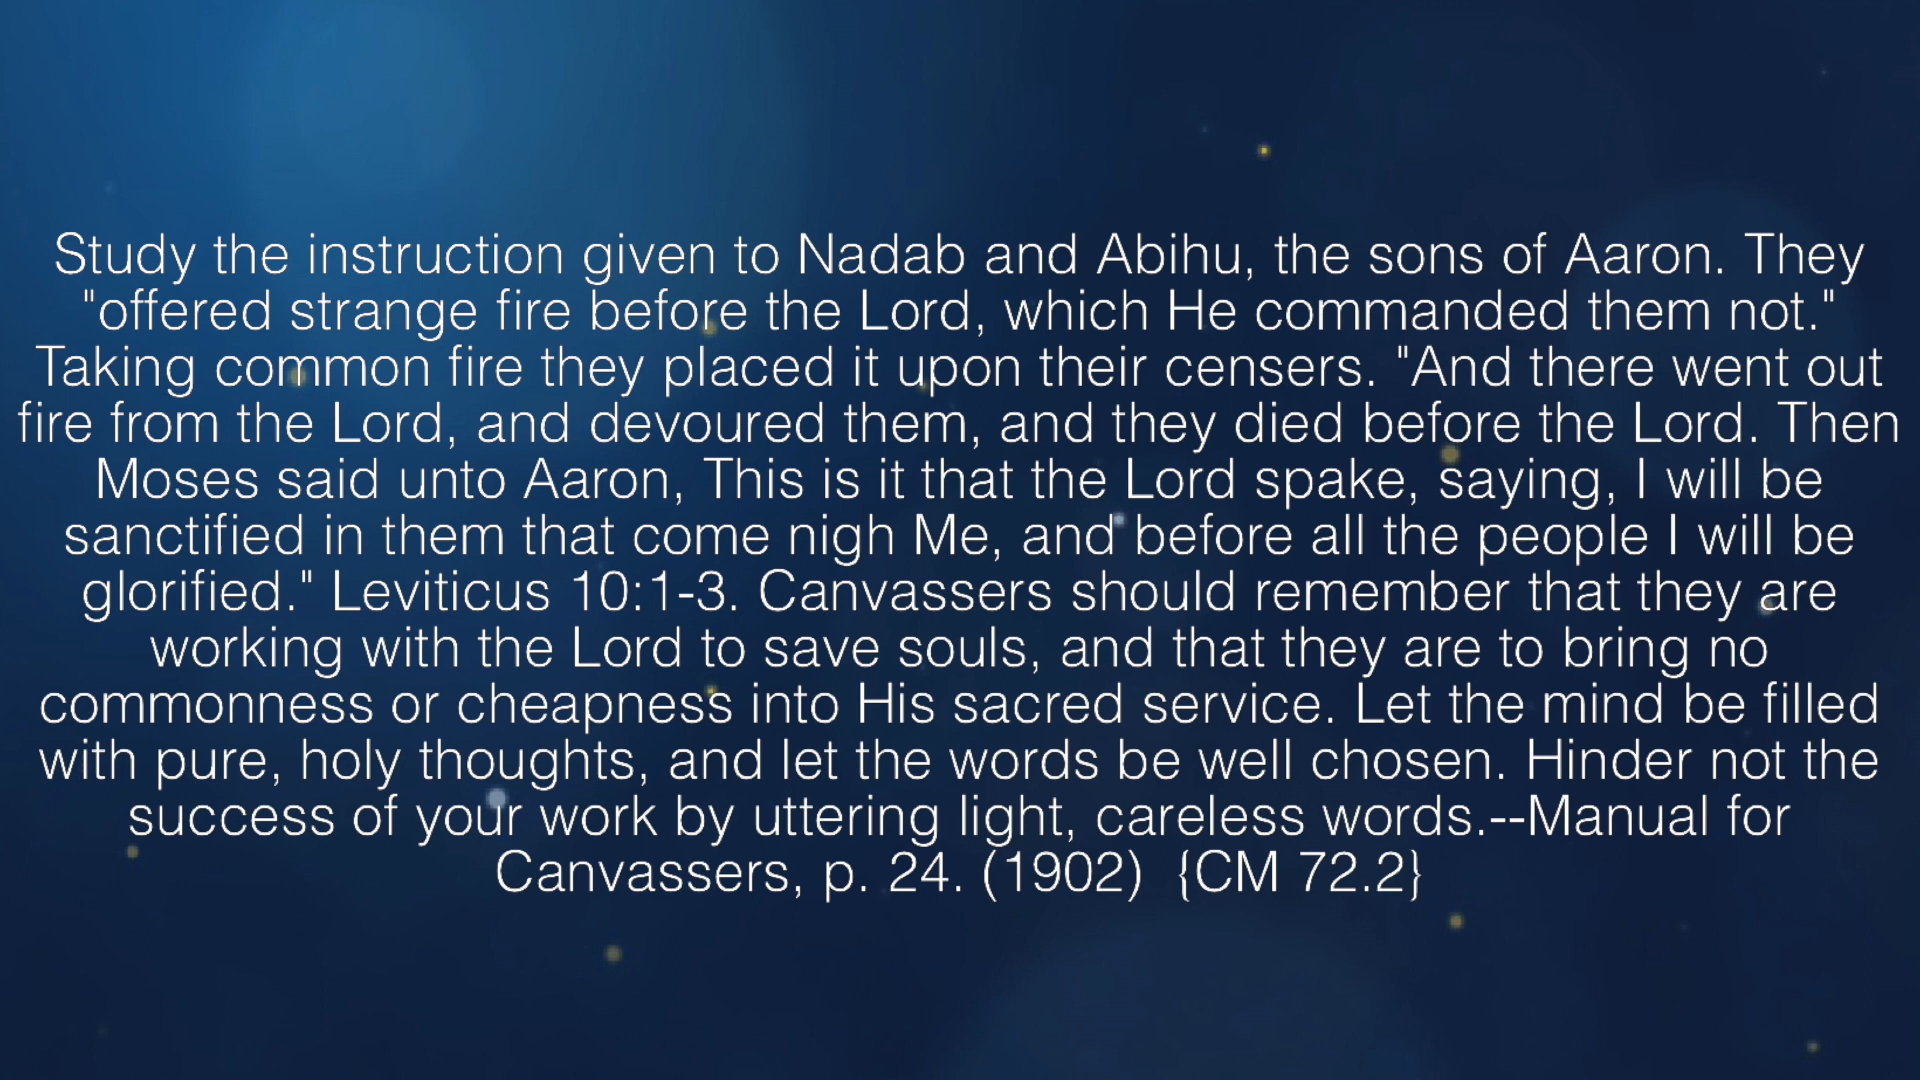 Study the instruction given to Nadab and Abihu, the sons of Aaron. They
"offered strange fire before the Lord, which He commanded them not."
Taking common fire they placed it upon their censers. "And there went out
fire from the Lord, and devoured them, and they died before the Lord. Then
Moses said unto Aaron, This is it that the Lord spake, saying, I will be
sanctified in them that come nigh Me, and before all the people I will be
glorified." Leviticus 10:1-3. Canvassers should remember that they are
working with the Lord to save souls, and that they are to bring no
commonness or cheapness into His sacred service. Let the mind be filled
with pure, holy thoughts, and let the words be well chosen. Hinder not the
success of your work by uttering light, careless words.--Manual for
Canvassers, p. 24. (1902)  {CM 72.2}